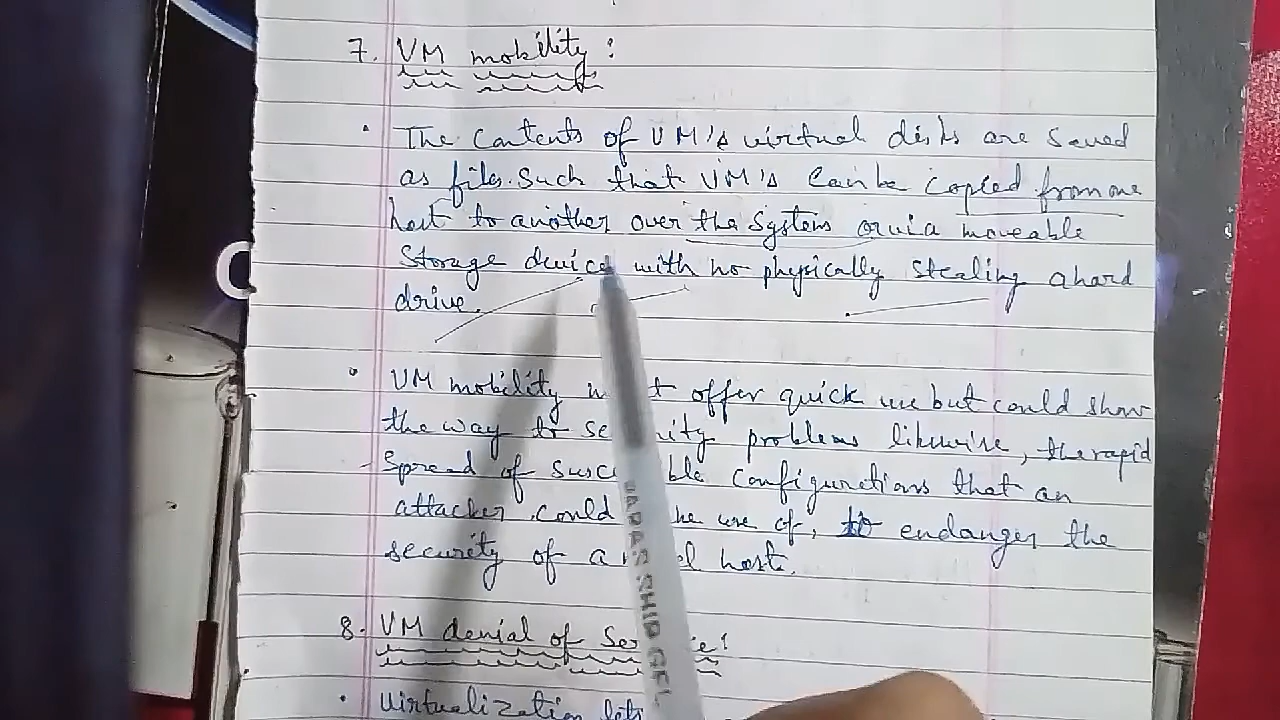 7. VM mobility :
• The contents of VM's virtual disks are saved
as files. Such that VM's can be copied from one
host to another over the system or via moveable
storage device with no physically stealing a hard
drive.
• VM mobility offer quick use but could show
the way to problems likewise, the rapid
spread of configurations that an
attacker could use of, to endanger the
security of a host.
8. VM denial of
• Virtualization lets
C